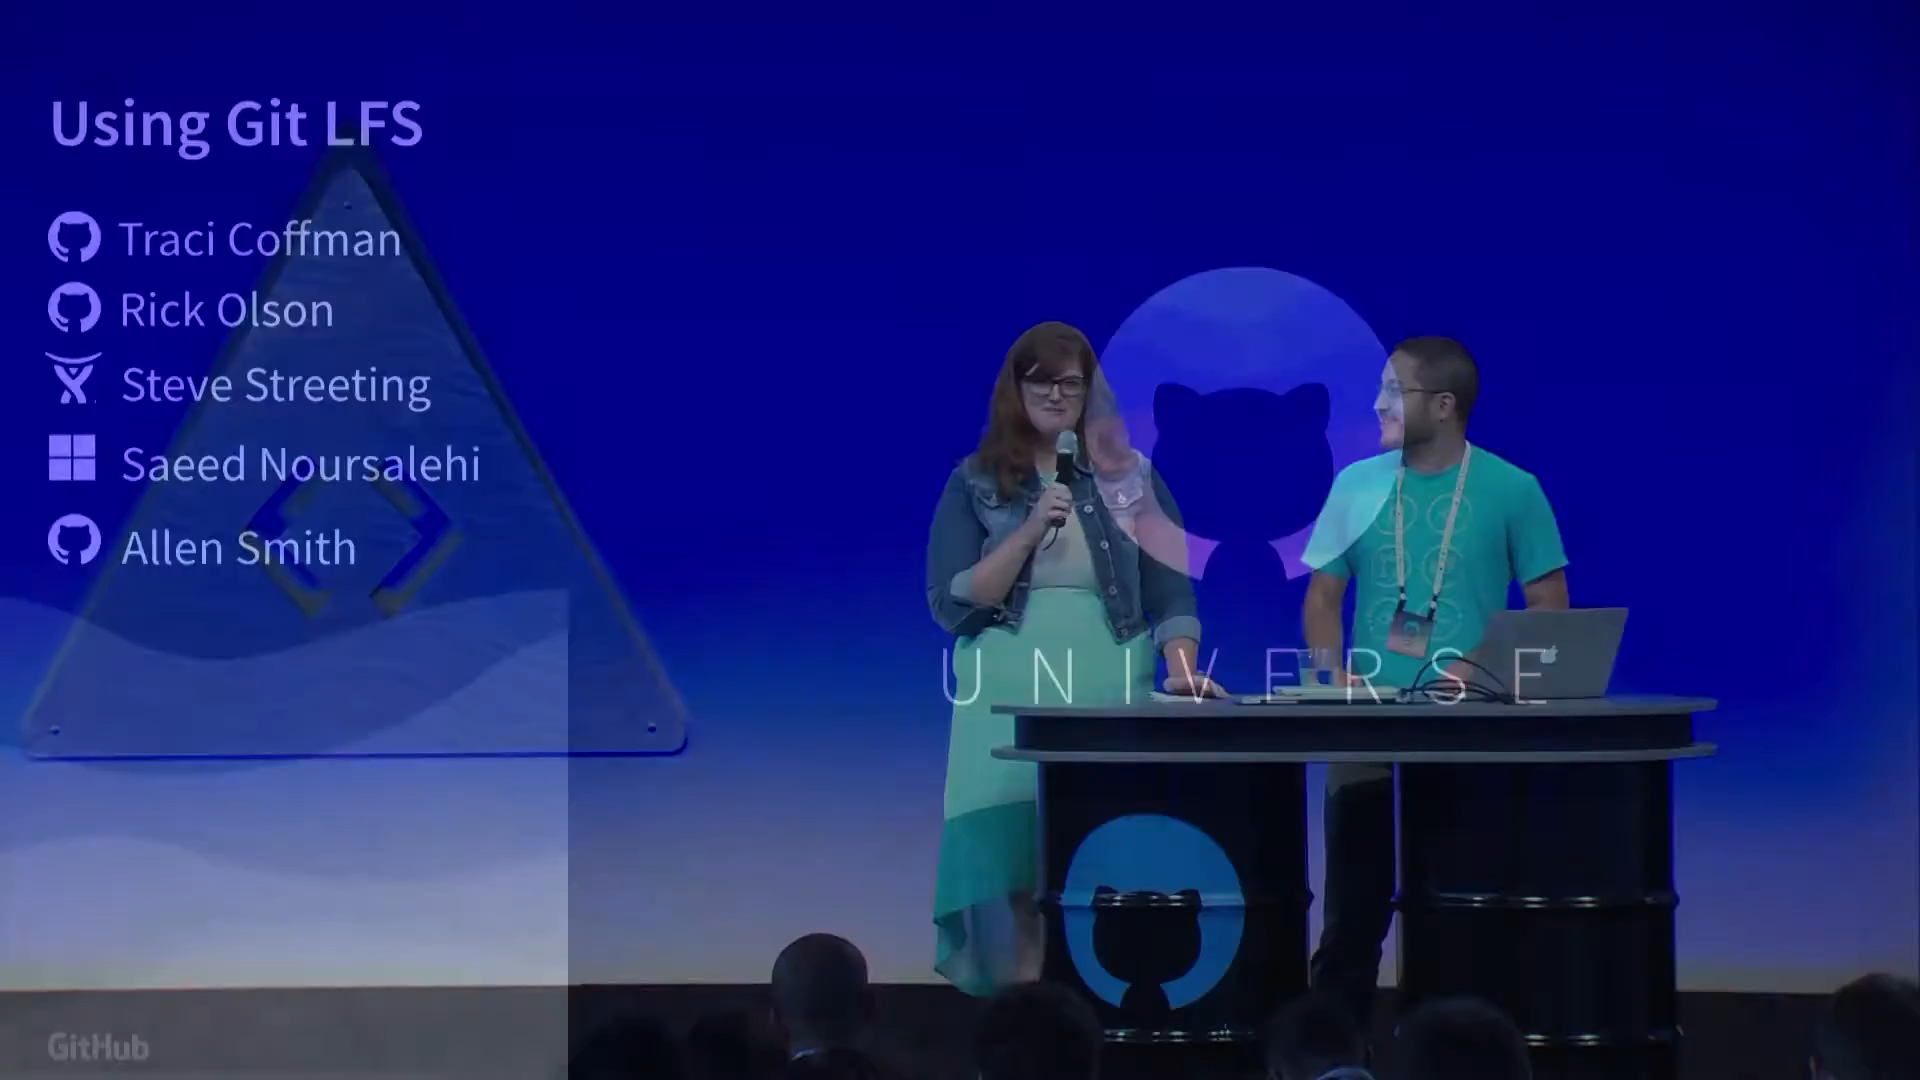 Using Git LFS
Traci Coffman
Rick Olson
Steve Streeting
Saeed Noursalehi
Allen Smith
UNIVERSE
GitHub